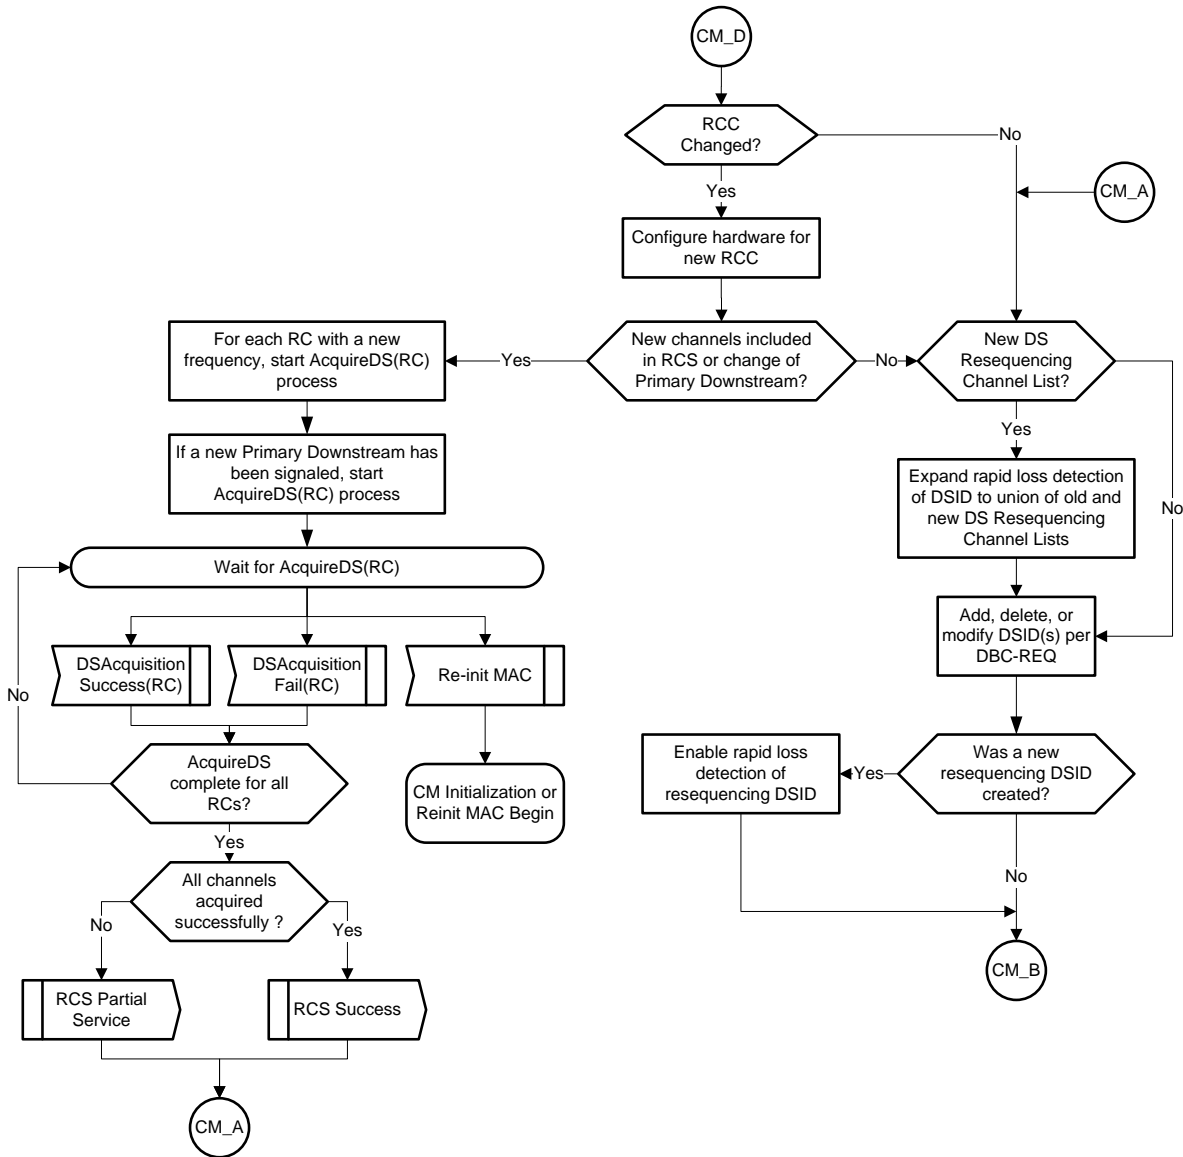 CM_D
RCC
Changed?
No
CM_A
Yes
Configure hardware for
new RCC
New channels included
in RCS or change of
Primary Downstream?
Yes
No
For each RC with a new
frequency, start AcquireDS(RC)
process
If a new Primary Downstream has
been signaled, start
AcquireDS(RC) process
Wait for AcquireDS(RC)
DSAcquisition
Success(RC)
DSAcquisition
Fail(RC)
Re-init MAC
No
AcquireDS
complete for all
RCs?
CM Initialization or
Reinit MAC Begin
Yes
All channels
acquired
successfully ?
No
Yes
RCS Partial
Service
RCS Success
CM_A
New DS
Resequencing
Channel List?
Yes
No
Expand rapid loss detection
of DSID to union of old and
new DS Resequencing
Channel Lists
Add, delete, or
modify DSID(s) per
DBC-REQ
Was a new
resequencing DSID
created?
Yes
Enable rapid loss
detection of
resequencing DSID
No
CM_B